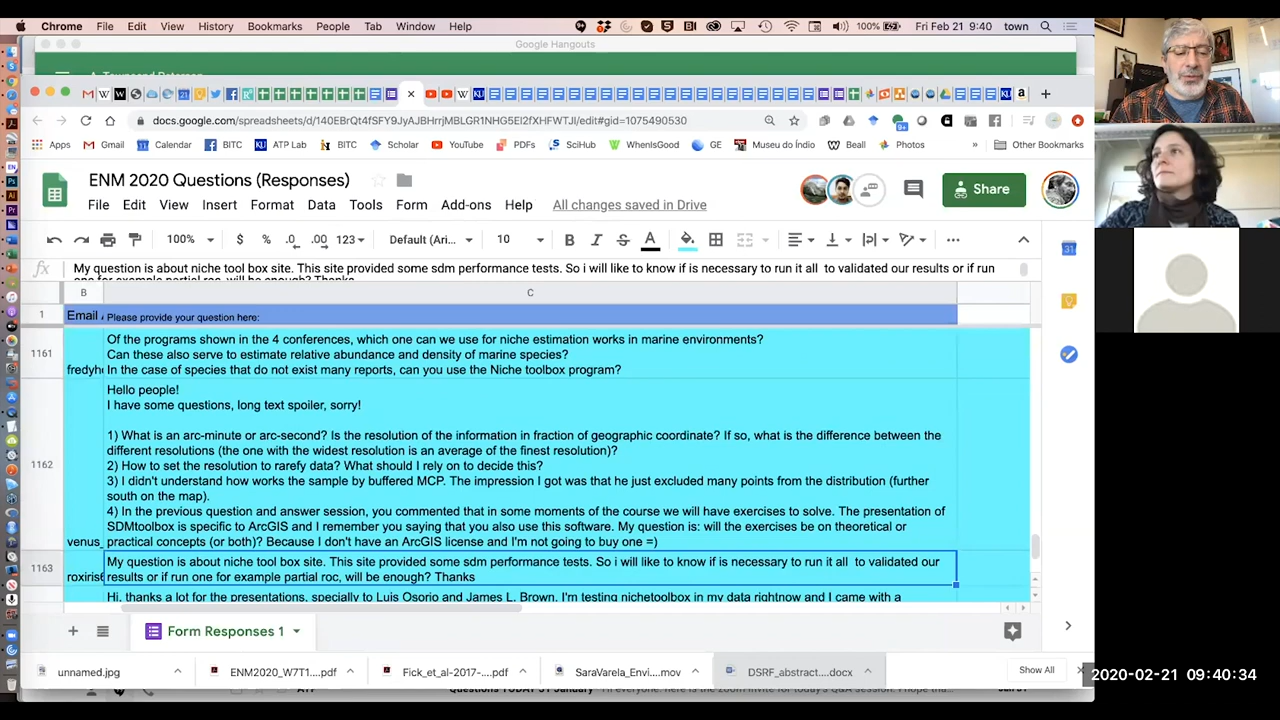 Chrome File Edit View History Bookmarks People Tab Window Help 100% Fri Feb 21 9:40 town
Google Hangouts
docs.google.com/spreadsheets/d/140EBrQt4fSFY9JyAJBHrrjMBLGR1NHG5El2fXHFWTJI/edit#gid=1075490530
Apps Gmail Calendar BITC ATP Lab BITC Scholar YouTube PDFs SciHub WhenIsGood GE Museu do Índio Beall Photos » Other Bookmarks
ENM 2020 Questions (Responses)
Share
File Edit View Insert Format Data Tools Form Add-ons Help All changes saved in Drive
100% $ % .0 .00 123 Default (Ari... 10 B I S A
fx My question is about niche tool box site. This site provided some sdm performance tests. So i will like to know if is necessary to run it all to validated our results or if run
one for example partial roc, will be enough? Thanks
B C
1 Email Please provide your question here:
Of the programs shown in the 4 conferences, which one can we use for niche estimation works in marine environments?
1161
Can these also serve to estimate relative abundance and density of marine species?
fredyh In the case of species that do not exist many reports, can you use the Niche toolbox program?
Hello people!
I have some questions, long text spoiler, sorry!
1) What is an arc-minute or arc-second? Is the resolution of the information in fraction of geographic coordinate? If so, what is the difference between the
different resolutions (the one with the widest resolution is an average of the finest resolution)?
1162
2) How to set the resolution to rarefy data? What should I rely on to decide this?
3) I didn't understand how works the sample by buffered MCP. The impression I got was that he just excluded many points from the distribution (further
south on the map).
4) In the previous question and answer session, you commented that in some moments of the course we will have exercises to solve. The presentation of
SDMtoolbox is specific to ArcGIS and I remember you saying that you also use this software. My question is: will the exercises be on theoretical or
venus_ practical concepts (or both)? Because I don't have an ArcGIS license and I'm not going to buy one =)
1163
My question is about niche tool box site. This site provided some sdm performance tests. So i will like to know if is necessary to run it all to validated our
roxiris6 results or if run one for example partial roc, will be enough? Thanks
Hi, thanks a lot for the presentations, specially to Luis Osorio and James L. Brown. I'm testing nichetoolbox in my data rightnow and I came with a
Form Responses 1
unnamed.jpg ENM2020_W7T1....pdf Fick_et_al-2017-....pdf SaraVarela_Envi....mov DSRF_abstract....docx Show All
2020-02-21 09:40:34